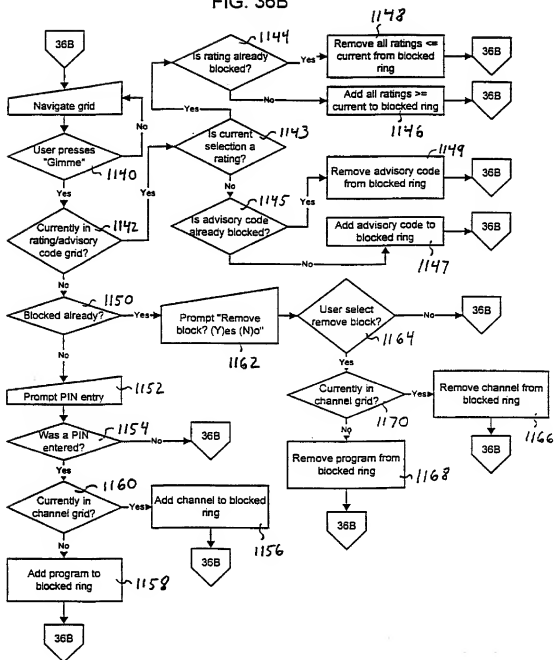 FIG. 36B
36B
Navigate grid
No
User presses
"Gimme"
1140
Yes
Currently in
rating/advisory
code grid?
1142
Yes
No
Is rating already
blocked?
1144
Yes
Remove all ratings <=
current from blocked
ring
1148
36B
No
Add all ratings >=
current to blocked ring
1146
36B
Yes
Is current
selection a
rating?
1143
No
Is advisory code
already blocked?
1145
Yes
Remove advisory code
from blocked ring
1149
36B
No
Add advisory code to
blocked ring
1147
36B
Blocked already?
1150
Yes
Prompt "Remove
block? (Y)es (N)o"
1162
User select
remove block?
1164
No
36B
Yes
Currently in
channel grid?
1170
Yes
Remove channel from
blocked ring
1166
36B
No
Remove program from
blocked ring
1168
36B
No
Prompt PIN entry
1152
Was a PIN
entered?
1154
No
36B
Yes
Currently in
channel grid?
1160
Yes
Add channel to blocked
ring
1156
36B
No
Add program to
blocked ring
1158
36B